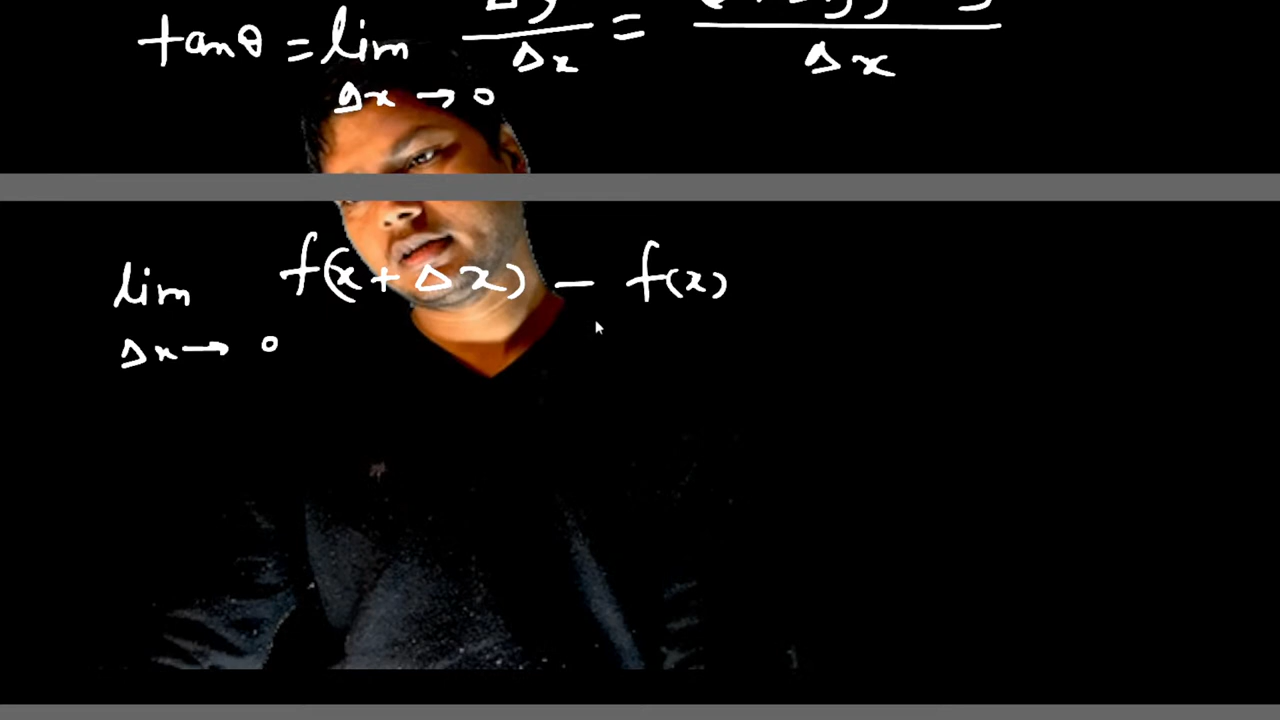 tanθ = lim Δy/Δx = / Δx
Δx → 0
lim f(x + Δx) – f(x)
Δx → 0